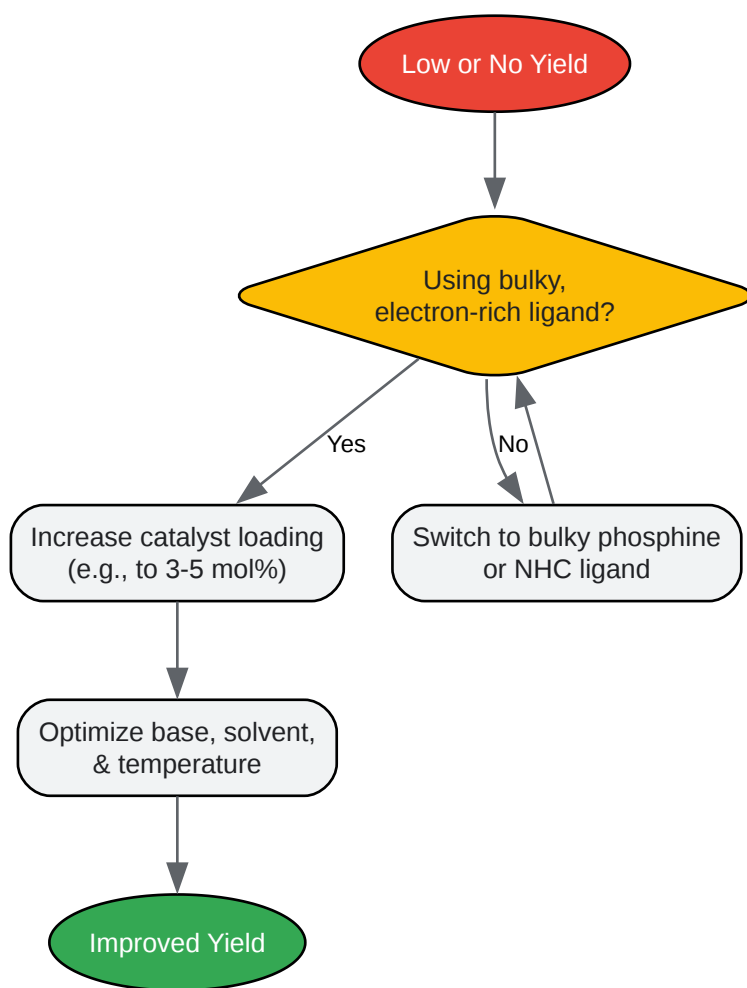 Low or No Yield
Using bulky,
electron-rich ligand?
Yes
No
Increase catalyst loading
(e.g., to 3-5 mol%)
Switch to bulky phosphine
or NHC ligand
Optimize base, solvent,
& temperature
Improved Yield